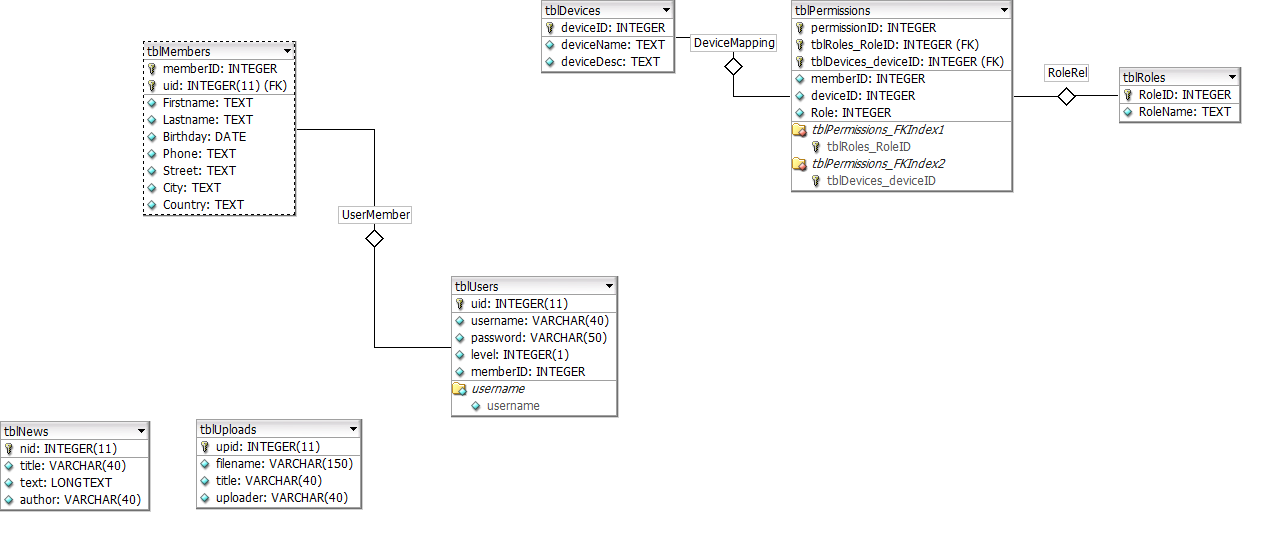 tblDevices
deviceID: INTEGER
deviceName: TEXT
deviceDesc: TEXT
DeviceMapping
tblPermissions
permissionID: INTEGER
tblRoles_RoleID: INTEGER (FK)
tblDevices_deviceID: INTEGER (FK)
memberID: INTEGER
deviceID: INTEGER
Role: INTEGER
tblPermissions_FKIndex1
tblRoles_RoleID
tblPermissions_FKIndex2
tblDevices_deviceID
RoleRel
tblRoles
RoleID: INTEGER
RoleName: TEXT
tblMembers
memberID: INTEGER
uid: INTEGER(11) (FK)
Firstname: TEXT
Lastname: TEXT
Birthday: DATE
Phone: TEXT
Street: TEXT
City: TEXT
Country: TEXT
UserMember
tblUsers
uid: INTEGER(11)
username: VARCHAR(40)
password: VARCHAR(50)
level: INTEGER(1)
memberID: INTEGER
username
username
tblNews
nid: INTEGER(11)
title: VARCHAR(40)
text: LONGTEXT
author: VARCHAR(40)
tblUploads
upid: INTEGER(11)
filename: VARCHAR(150)
title: VARCHAR(40)
uploader: VARCHAR(40)